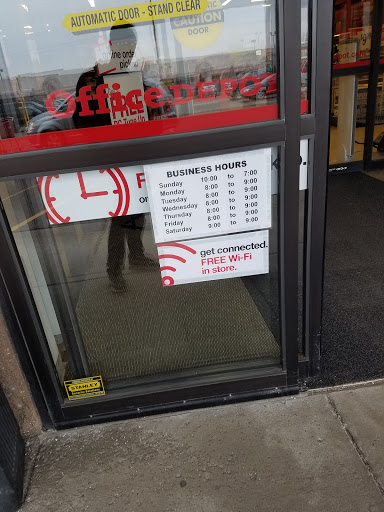 AUTOMATIC DOOR - STAND CLEAR
CAUTION
DOOR
Office DEPOT
BUSINESS HOURS
Sunday 10:00 to 7:00
Monday 8:00 to 9:00
Tuesday 8:00 to 9:00
Wednesday 8:00 to 9:00
Thursday 8:00 to 9:00
Friday 8:00 to 9:00
Saturday 9:00 to 9:00
get connected.
FREE Wi-Fi
in store.
STANLEY